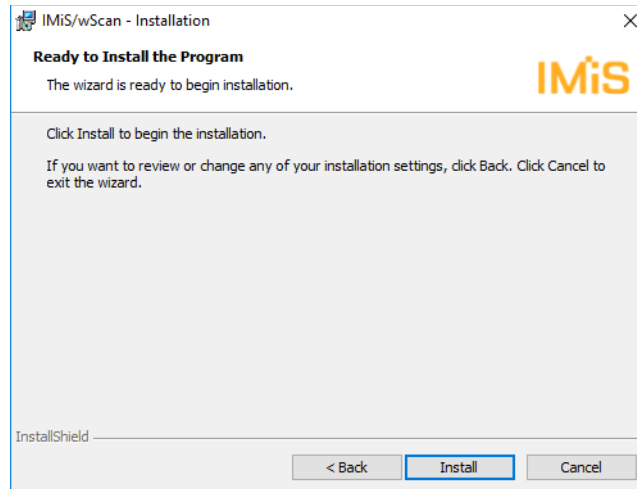 IMiS/wScan - Installation
Ready to Install the Program
The wizard is ready to begin installation.
IMiS
Click Install to begin the installation.
If you want to review or change any of your installation settings, click Back. Click Cancel to
exit the wizard.
InstallShield
< Back
Install
Cancel